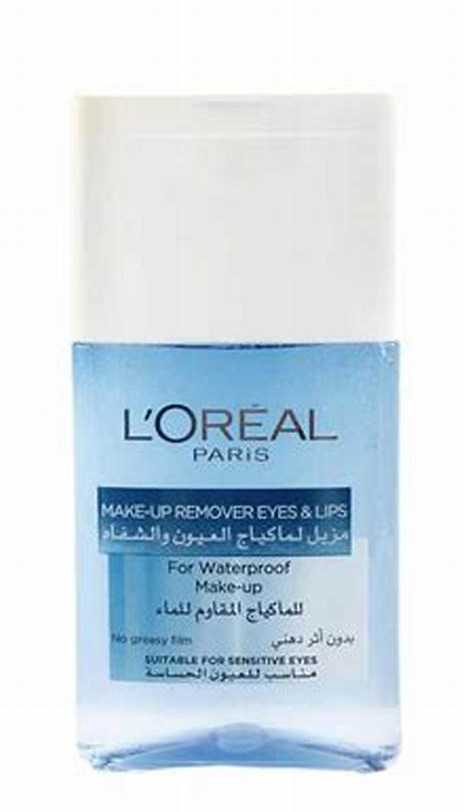 L'ORÉAL
PARiS
MAKE-UP REMOVER EYES & LIPS
مزيل لماكياج العيون والشفاه
For Waterproof
Make-up
للماكياج المقاوم للماء
No greasy film
بدون أثر دهني
SUITABLE FOR SENSITIVE EYES
مناسب للعيون الحساسة